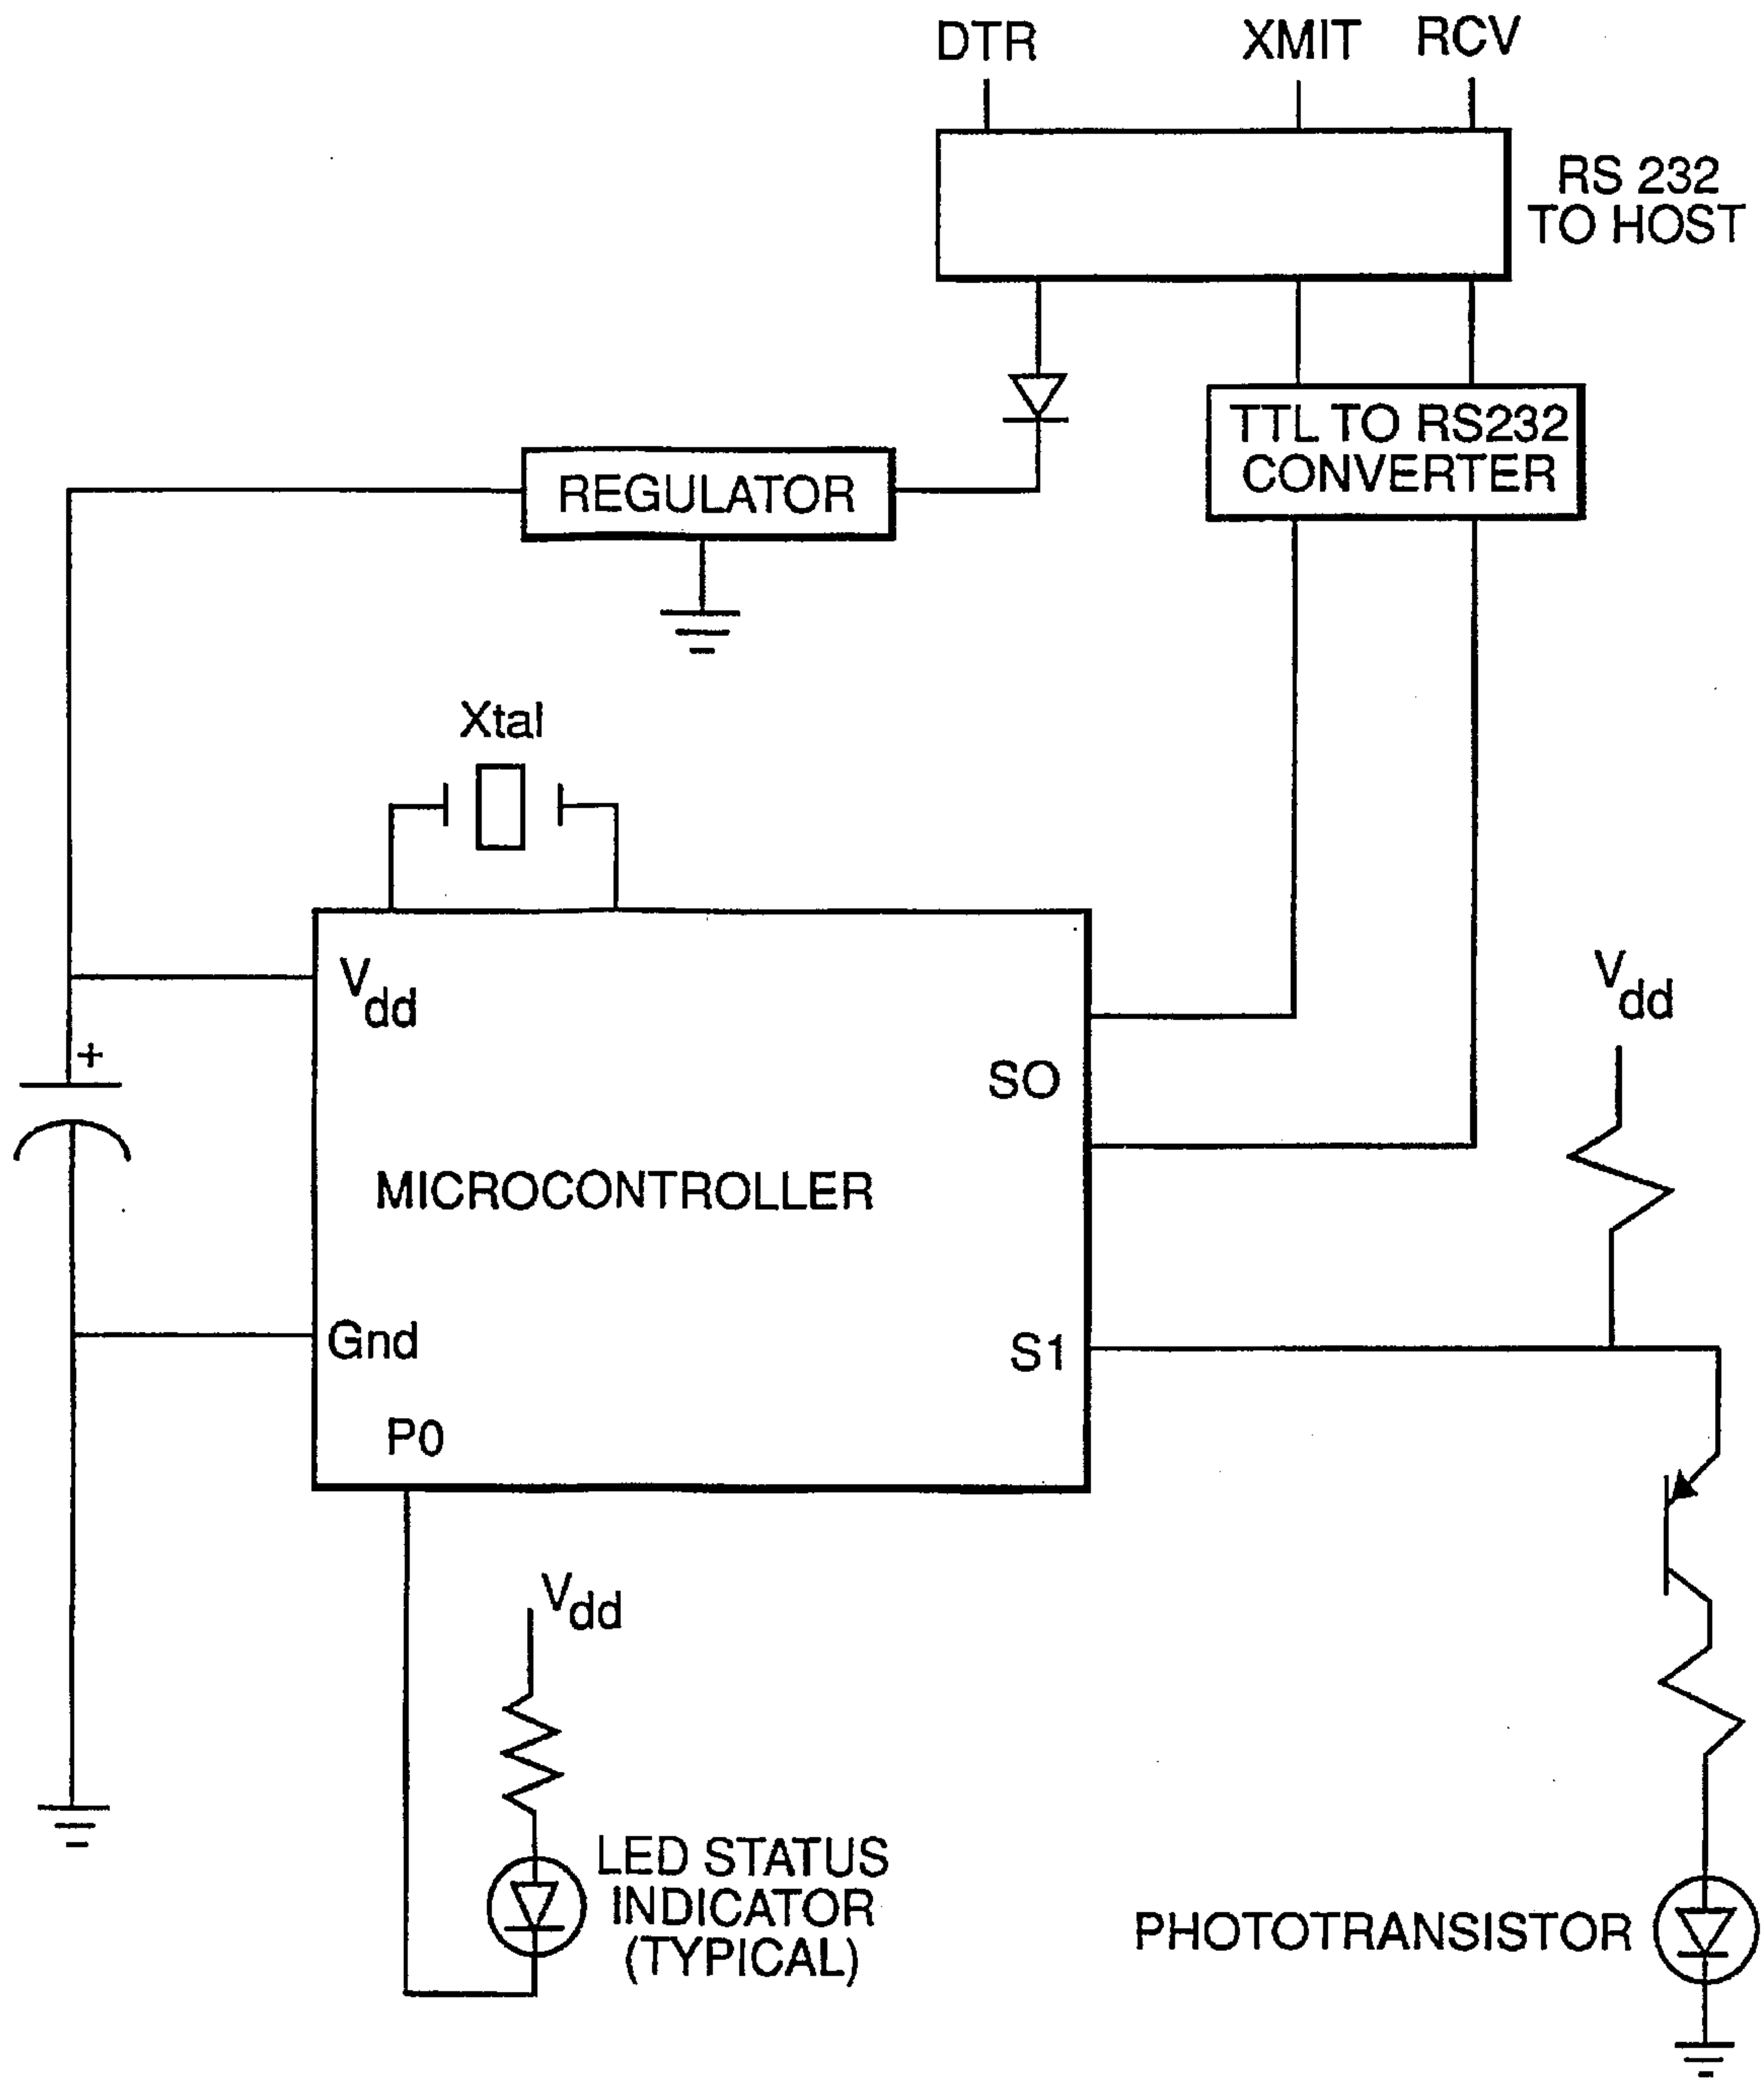 DTR XMIT RCV
RS 232
TO HOST
TTL TO RS232
CONVERTER
REGULATOR
Xtal
Vdd
Vdd
+
SO
MICROCONTROLLER
Gnd
S1
P0
Vdd
LED STATUS
INDICATOR
(TYPICAL)
PHOTOTRANSISTOR